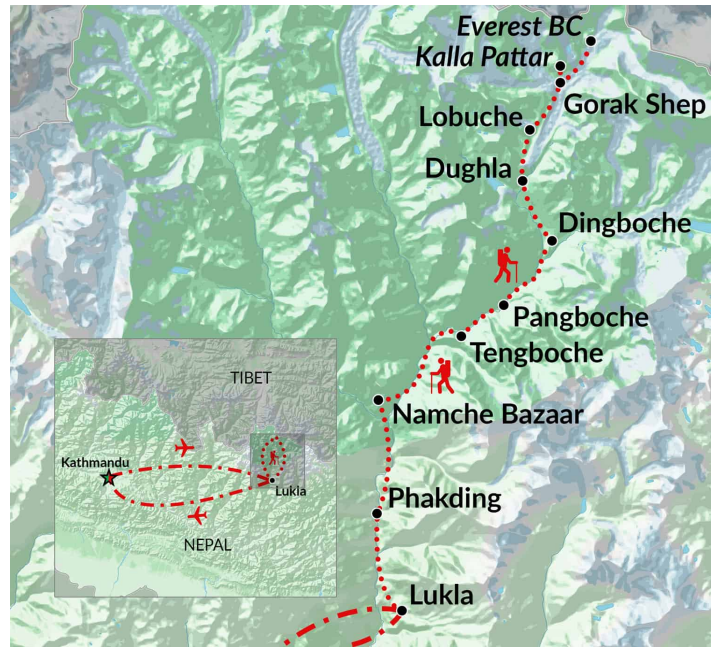 Everest BC
Kalla Pattar
Gorak Shep
Lobuche
Dughla
Dingboche
Pangboche
Tengboche
Namche Bazaar
Phakding
Lukla
TIBET
Kathmandu
Lukla
NEPAL